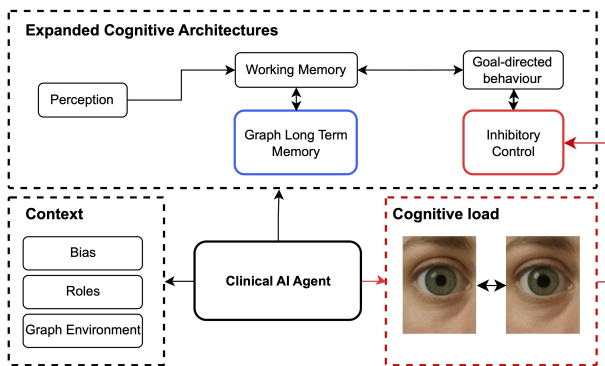 Expanded Cognitive Architectures
Working Memory
Goal-directed
behaviour
Perception
Graph Long Term
Memory
Inhibitory
Control
Context
Bias
Roles
Graph Environment
Clinical AI Agent
Cognitive load